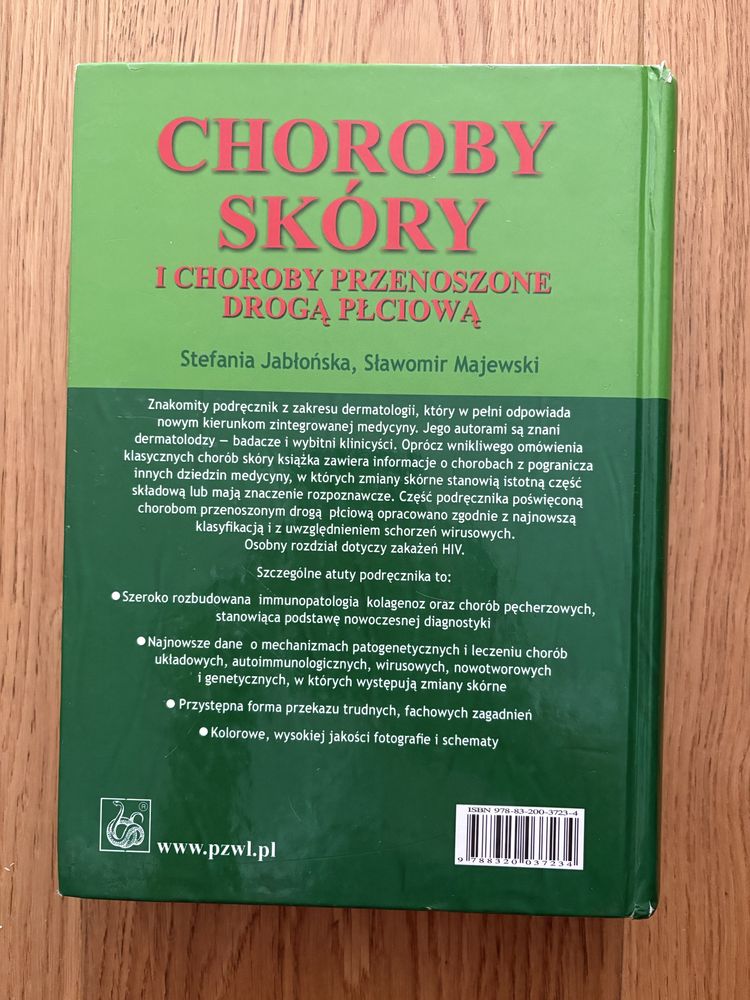 CHOROBY
SKÓRY
I CHOROBY PRZENOSZONE
DROGĄ PŁCIOWĄ
Stefania Jabłońska, Sławomir Majewski
Znakomity podręcznik z zakresu dermatologii, który w pełni odpowiada
nowym kierunkom zintegrowanej medycyny. Jego autorami są znani
dermatolodzy – badacze i wybitni klinicyści. Oprócz wnikliwego omówienia
klasycznych chorób skóry książka zawiera informacje o chorobach z pogranicza
innych dziedzin medycyny, w których zmiany skórne stanowią istotną część
składową lub mają znaczenie rozpoznawcze. Część podręcznika poświęconą
chorobom przenoszonym drogą płciową opracowano zgodnie z najnowszą
klasyfikacją i z uwzględnieniem schorzeń wirusowych.
Osobny rozdział dotyczy zakażeń HIV.
Szczególne atuty podręcznika to:
● Szeroko rozbudowana immunopatologia kolagenoz oraz chorób pęcherzowych,
stanowiąca podstawę nowoczesnej diagnostyki
● Najnowsze dane o mechanizmach patogenetycznych i leczeniu chorób
układowych, autoimmunologicznych, wirusowych, nowotworowych
i genetycznych, w których występują zmiany skórne
● Przystępna forma przekazu trudnych, fachowych zagadnień
● Kolorowe, wysokiej jakości fotografie i schematy
®
www.pzwl.pl
ISBN 978-83-200-3723-4
9 788320 037234